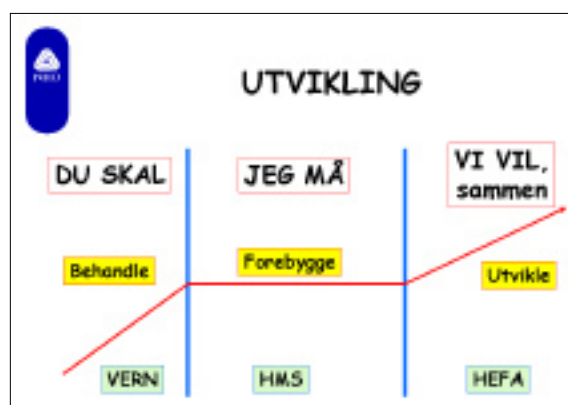 UTVIKLING
DU SKAL
JEG MÅ
VI VIL,
sammen
Behandle
Forebygge
Utvikle
VERN
HMS
HEFA